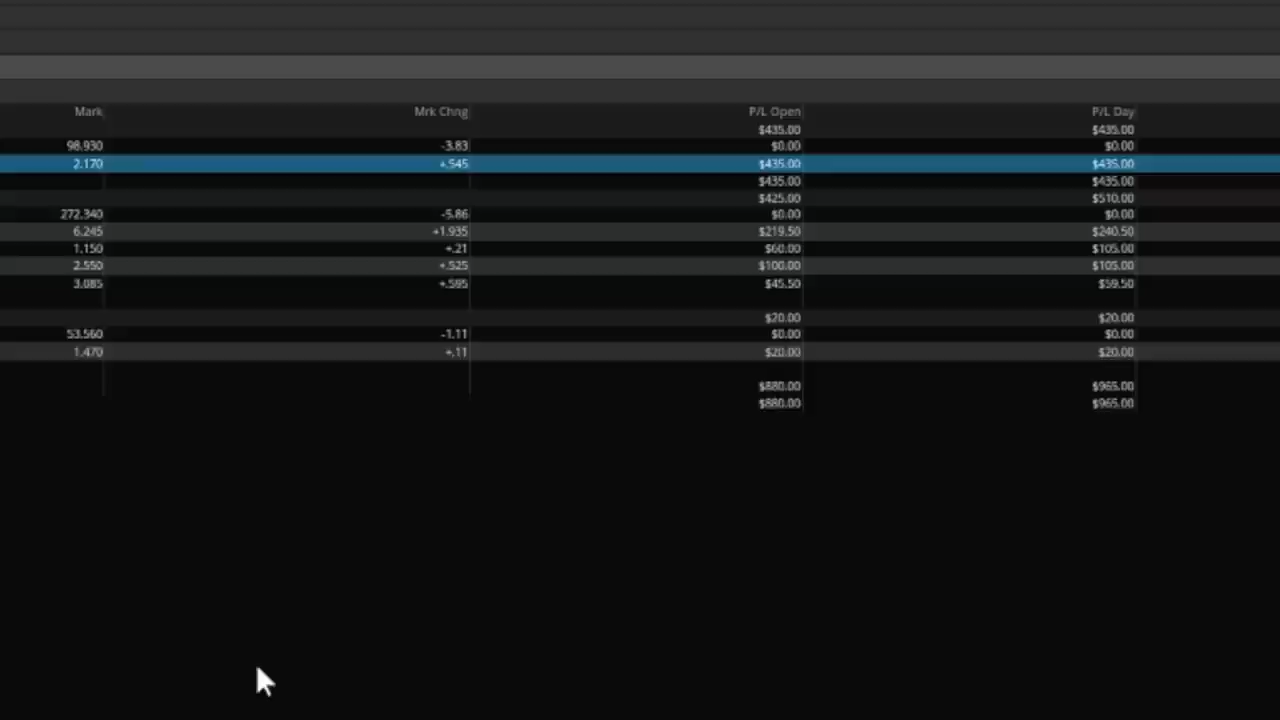 Mark Mrk Chng P/L Open P/L Day
$435.00 $435.00
98.930 -3.83 $0.00 $0.00
2.170 +.545 $435.00 $435.00
$435.00 $435.00
$425.00 $510.00
272.340 -5.86 $0.00 $0.00
6.245 +1.935 $219.50 $240.50
1.150 +.21 $60.00 $105.00
2.550 +.525 $100.00 $105.00
3.085 +.595 $45.50 $59.50
$20.00 $20.00
53.560 -1.11 $0.00 $0.00
1.470 +.11 $20.00 $20.00
$880.00 $965.00
$880.00 $965.00